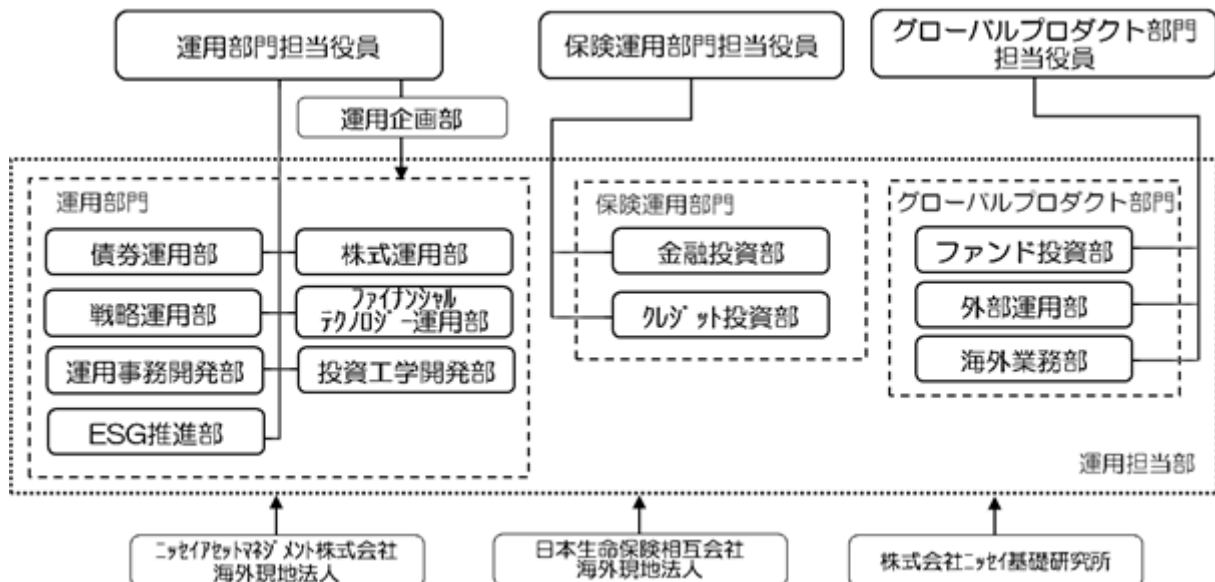 運用部門担当役員
保険運用部門担当役員
グローバルプロダクト部門
担当役員
運用企画部
運用部門
債券運用部
株式運用部
戦略運用部
ファイナンシャル
テクノロジー運用部
運用事務開発部
投資工学開発部
ESG推進部
保険運用部門
金融投資部
クレジット投資部
グローバルプロダクト部門
ファンド投資部
外部運用部
海外業務部
運用担当部
ニッセイアセットマネジメント株式会社
海外現地法人
日本生命保険相互会社
海外現地法人
株式会社ニッセイ基礎研究所